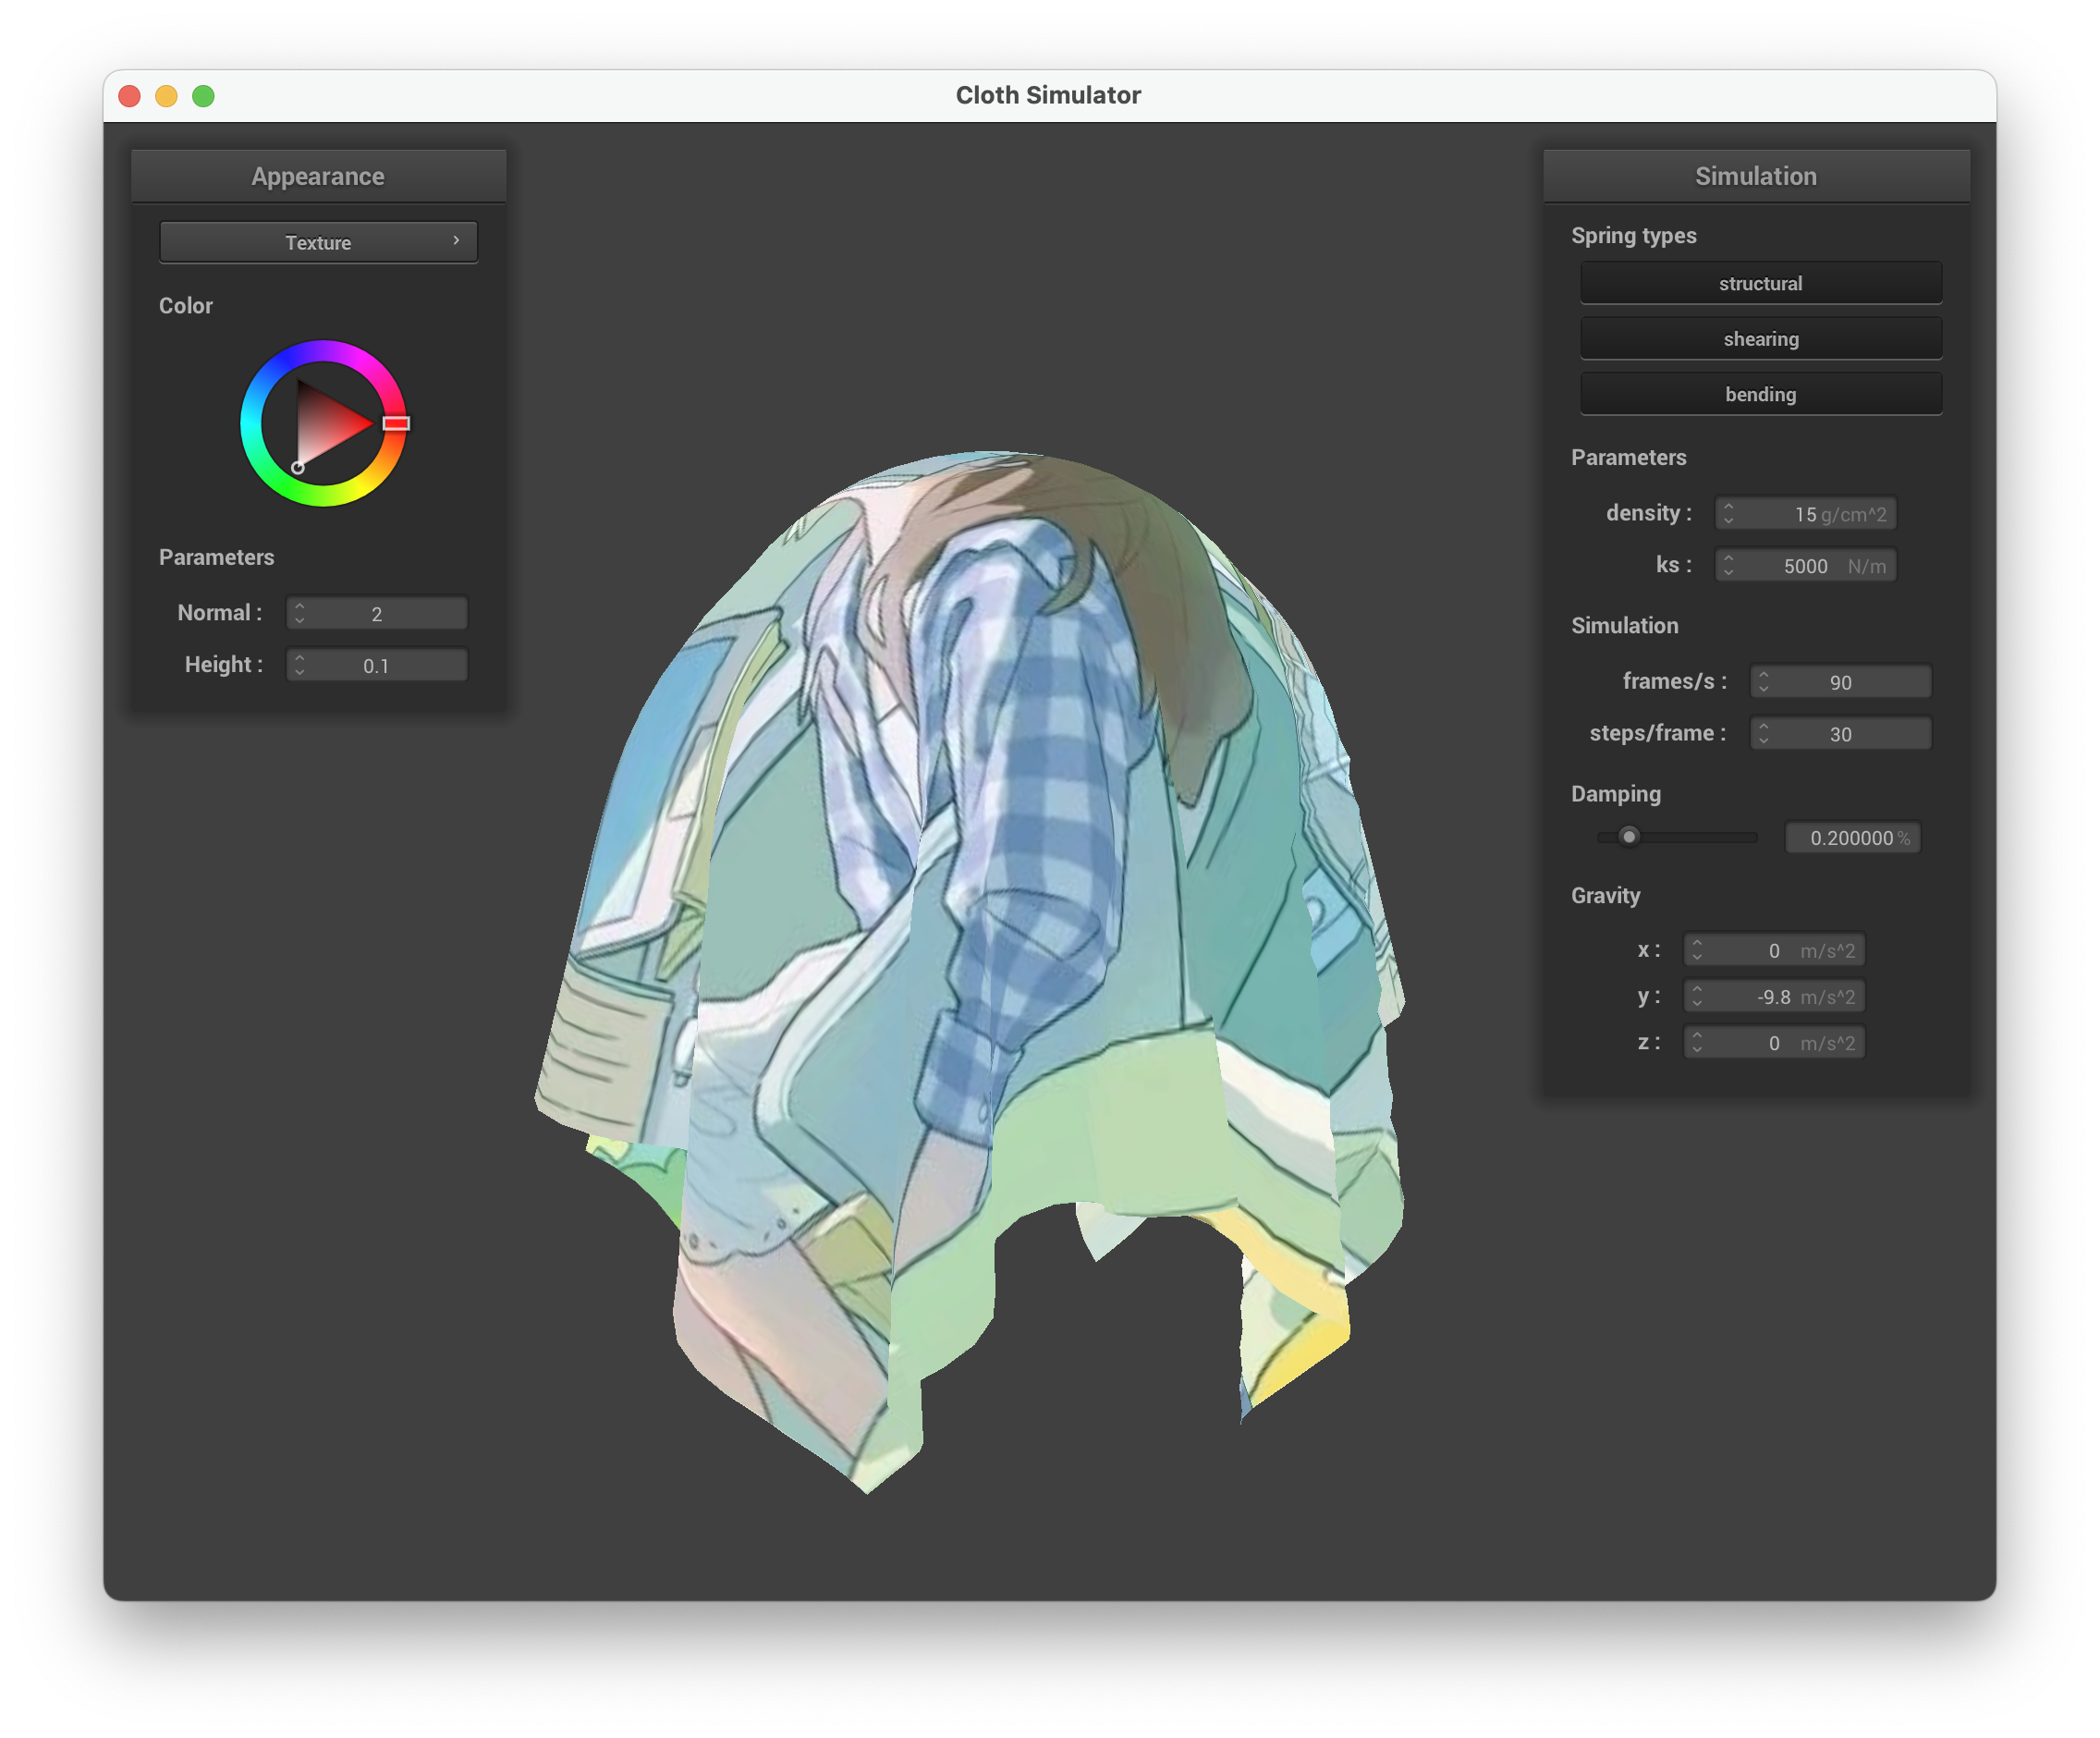 Cloth Simulator
Appearance
Texture
Color
Parameters
Normal : 2
Height : 0.1
Simulation
Spring types
structural
shearing
bending
Parameters
density : 15 g/cm^2
ks : 5000 N/m
Simulation
frames/s : 90
steps/frame : 30
Damping
0.200000 %
Gravity
x : 0 m/s^2
y : -9.8 m/s^2
z : 0 m/s^2